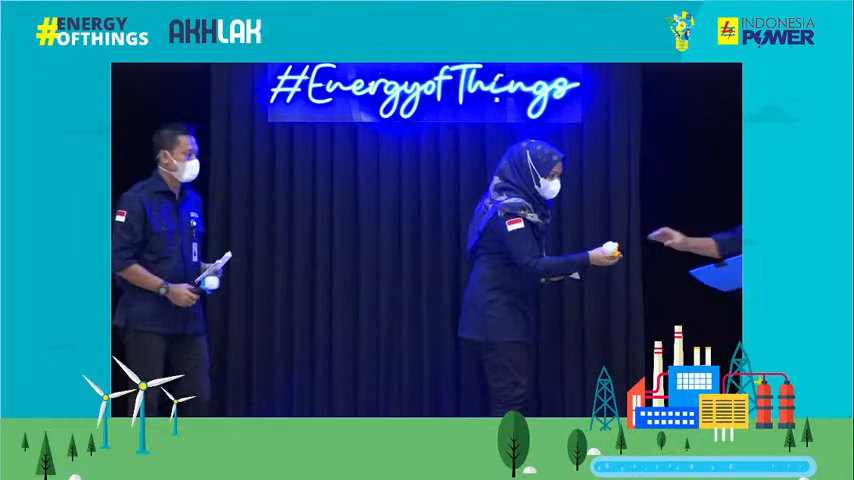 #ENERGY
OFTHINGS
AKHLAK
INDONESIA
POWER
#EnergyofThings